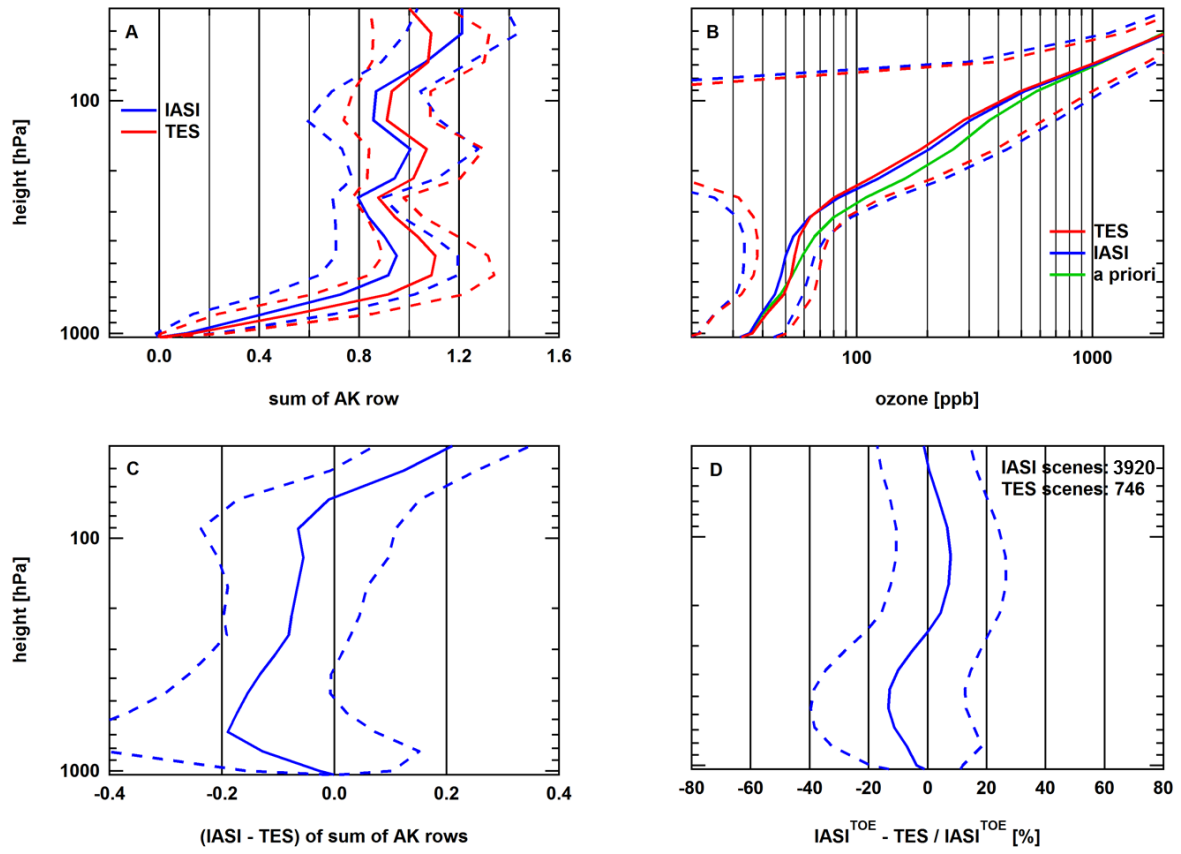 A
IASI
TES
100
1000
height [hPa]
0.0 0.4 0.8 1.2 1.6
sum of AK row
B
TES
IASI
a priori
100 1000
ozone [ppb]
C
100
1000
height [hPa]
-0.4 -0.2 0.0 0.2 0.4
(IASI - TES) of sum of AK rows
D
IASI scenes: 3920
TES scenes: 746
-80 -60 -40 -20 0 20 40 60 80
IASI^TOE - TES / IASI^TOE [%]